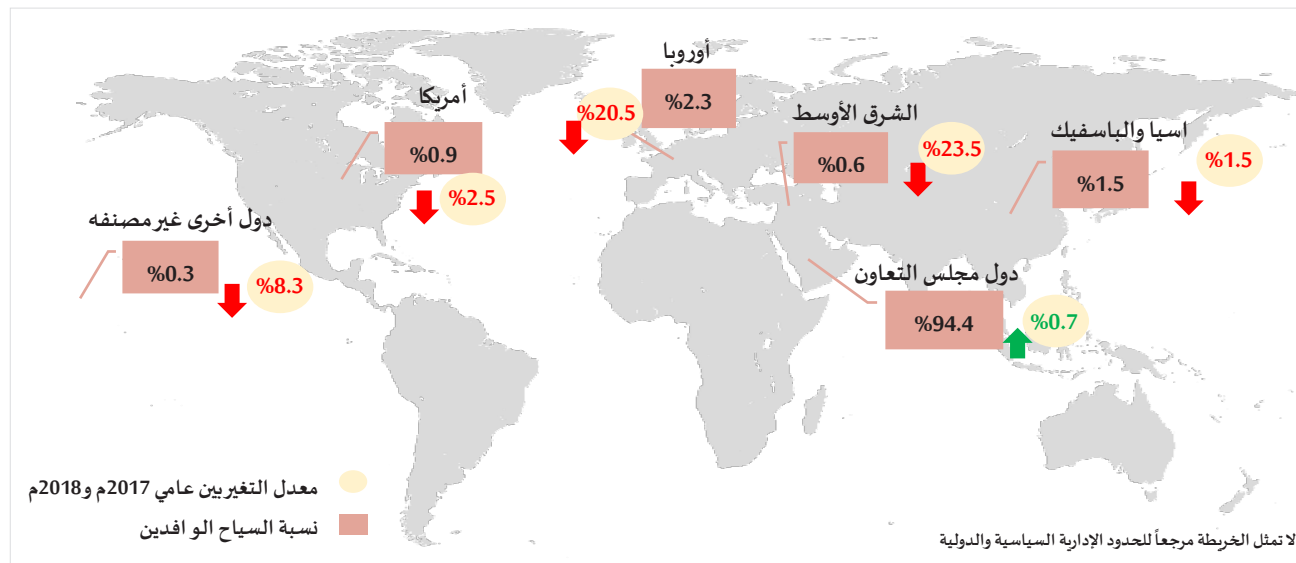 أوروبا
%2.3
%20.5
أمريكا
%0.9
%2.5
الشرق الأوسط
%0.6
%23.5
اسيا والباسفيك
%1.5
%1.5
دول أخرى غير مصنفه
%0.3
%8.3
دول مجلس التعاون
%94.4
%0.7
معدل التغير بين عامي 2017م و2018م
نسبة السياح الوافدين
لا تمثل الخريطة مرجعاً للحدود الإدارية السياسية والدولية